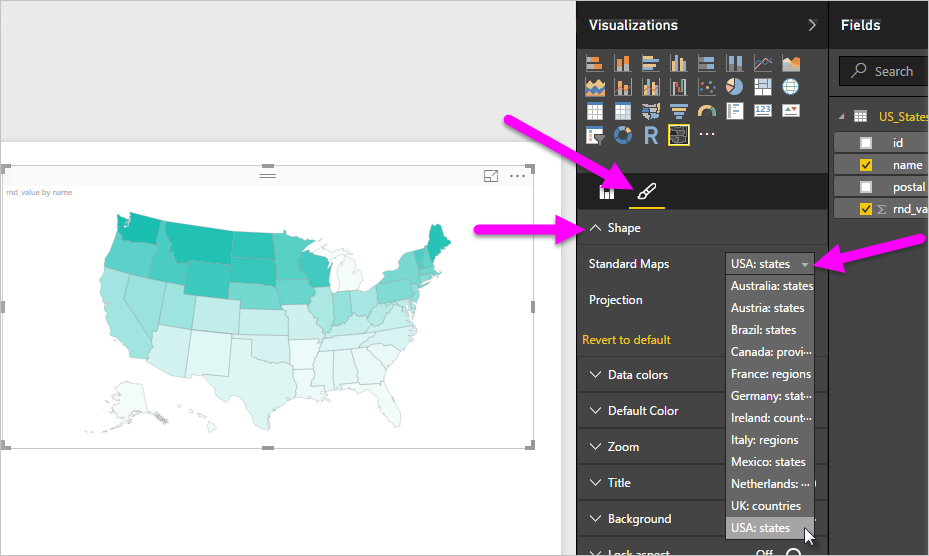 Visualizations
Fields
Search
R
123
US_States
id
name
postal
rnd_va
rnd_value by name
Shape
Standard Maps
USA: states
Australia: states
Austria: states
Brazil: states
Canada: provi···
France: regions
Germany: stat···
Ireland: count···
Italy: regions
Mexico: states
Netherlands: ···
UK: countries
USA: states
Projection
Revert to default
Data colors
Default Color
Zoom
Title
Background
Lock aspect
Off